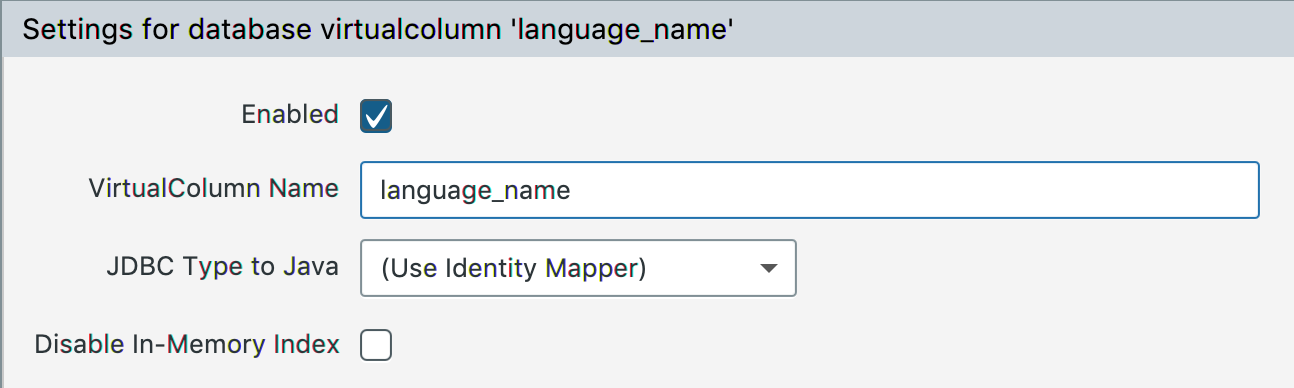 Settings for database virtualcolumn 'language_name'
Enabled
VirtualColumn Name language_name
JDBC Type to Java (Use Identity Mapper)
Disable In-Memory Index